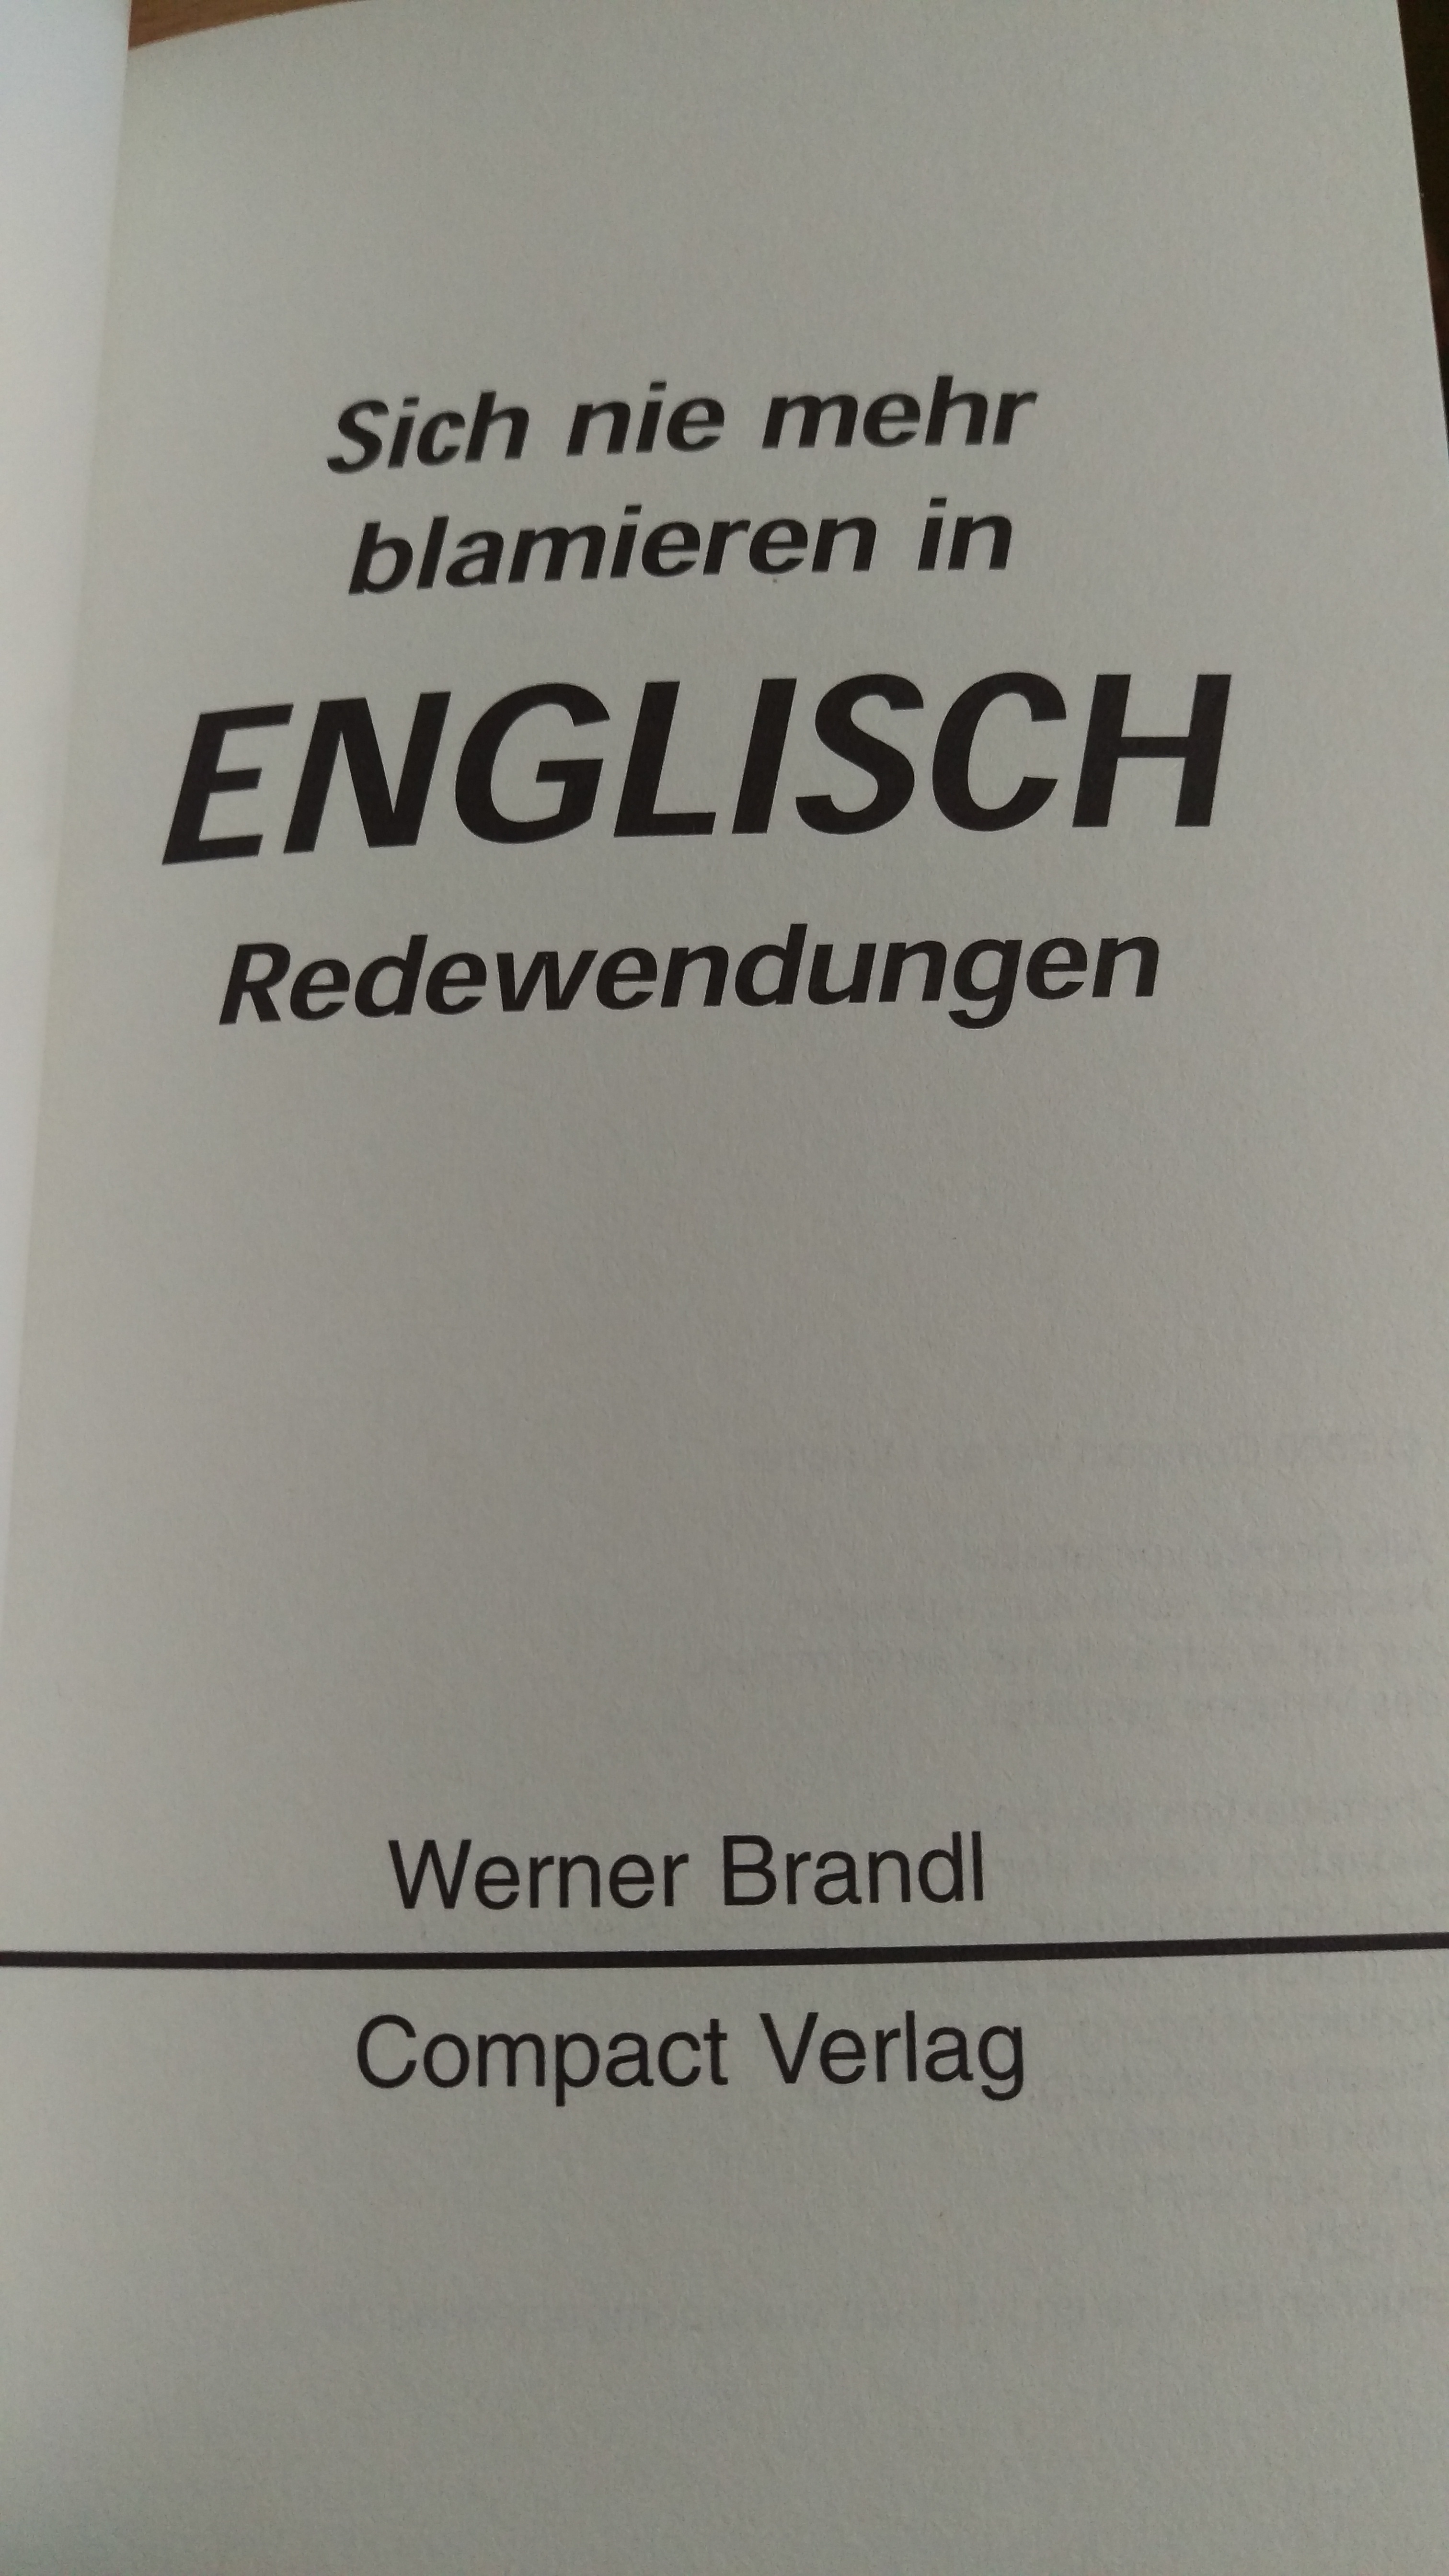 Sich nie mehr
blamieren in
ENGLISCH
Redewendungen
Werner Brandl
Compact Verlag